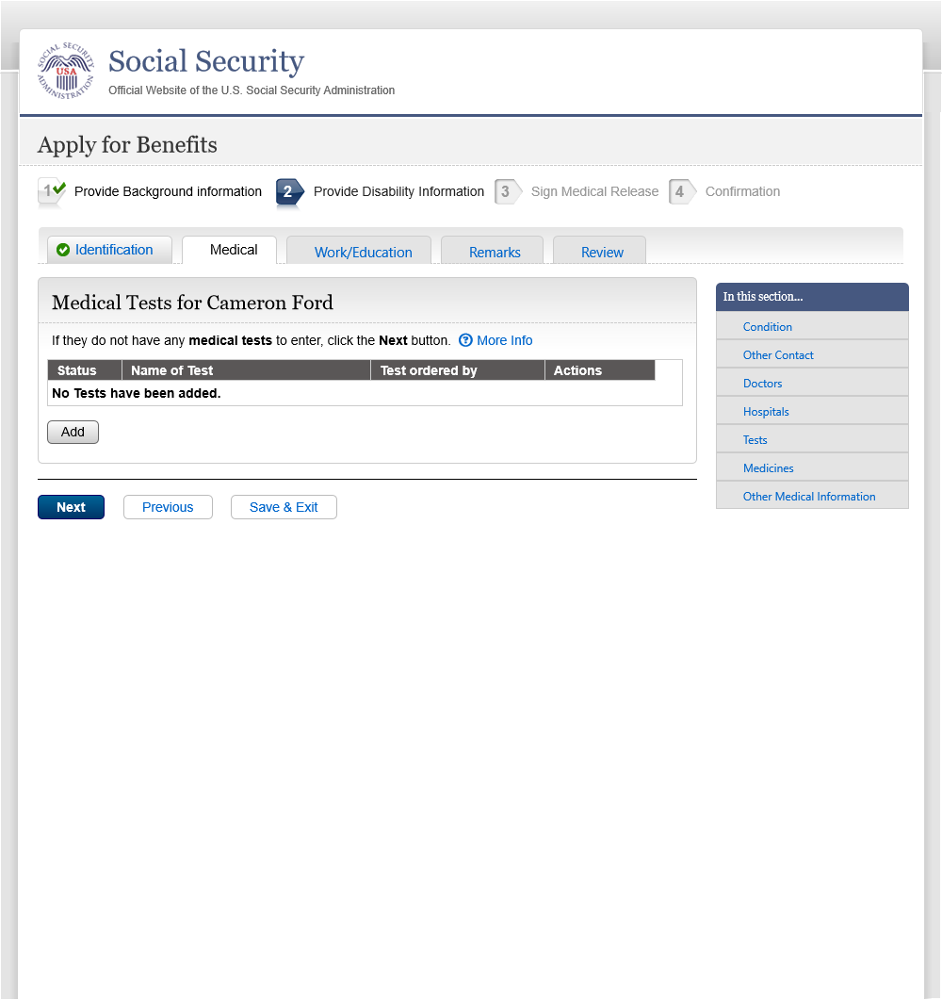 SOCIAL SECURITY ADMINISTRATION
USA
Social Security
Official Website of the U.S. Social Security Administration
Apply for Benefits
1 Provide Background information 2 Provide Disability Information 3 Sign Medical Release 4 Confirmation
Identification Medical Work/Education Remarks Review
Medical Tests for Cameron Ford
If they do not have any medical tests to enter, click the Next button. ? More Info
Status Name of Test Test ordered by Actions
No Tests have been added.
Add
Next Previous Save & Exit
In this section...
Condition
Other Contact
Doctors
Hospitals
Tests
Medicines
Other Medical Information